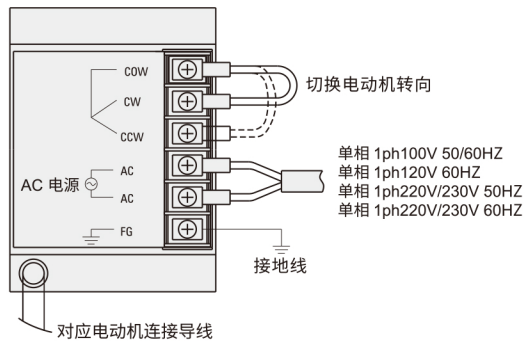 COW
CW
CCW
切换电动机转向
AC 电源
AC
AC
单相 1ph100V 50/60HZ
单相 1ph120V 60HZ
单相 1ph220V/230V 50HZ
单相 1ph220V/230V 60HZ
FG
接地线
对应电动机连接导线